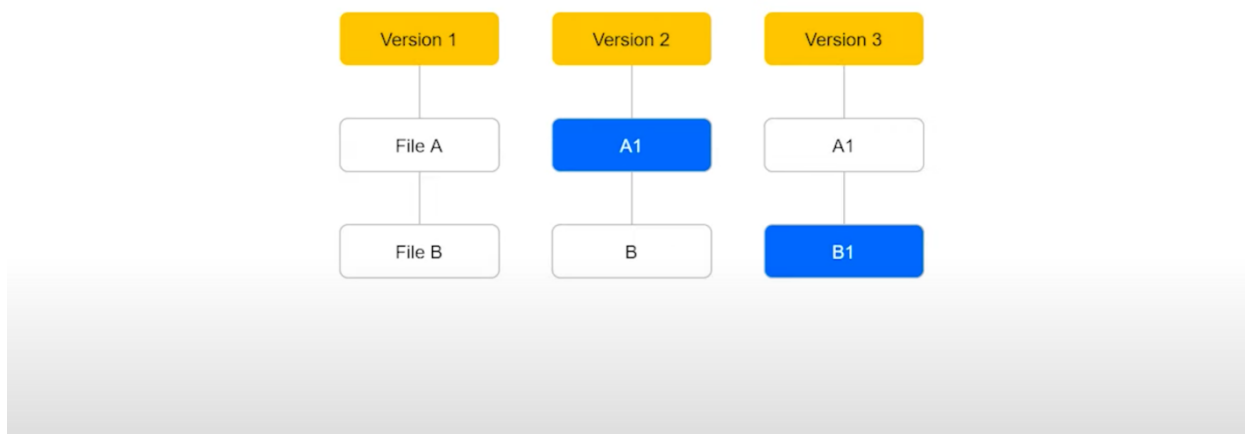 Version 1
Version 2
Version 3
File A
A1
A1
File B
B
B1